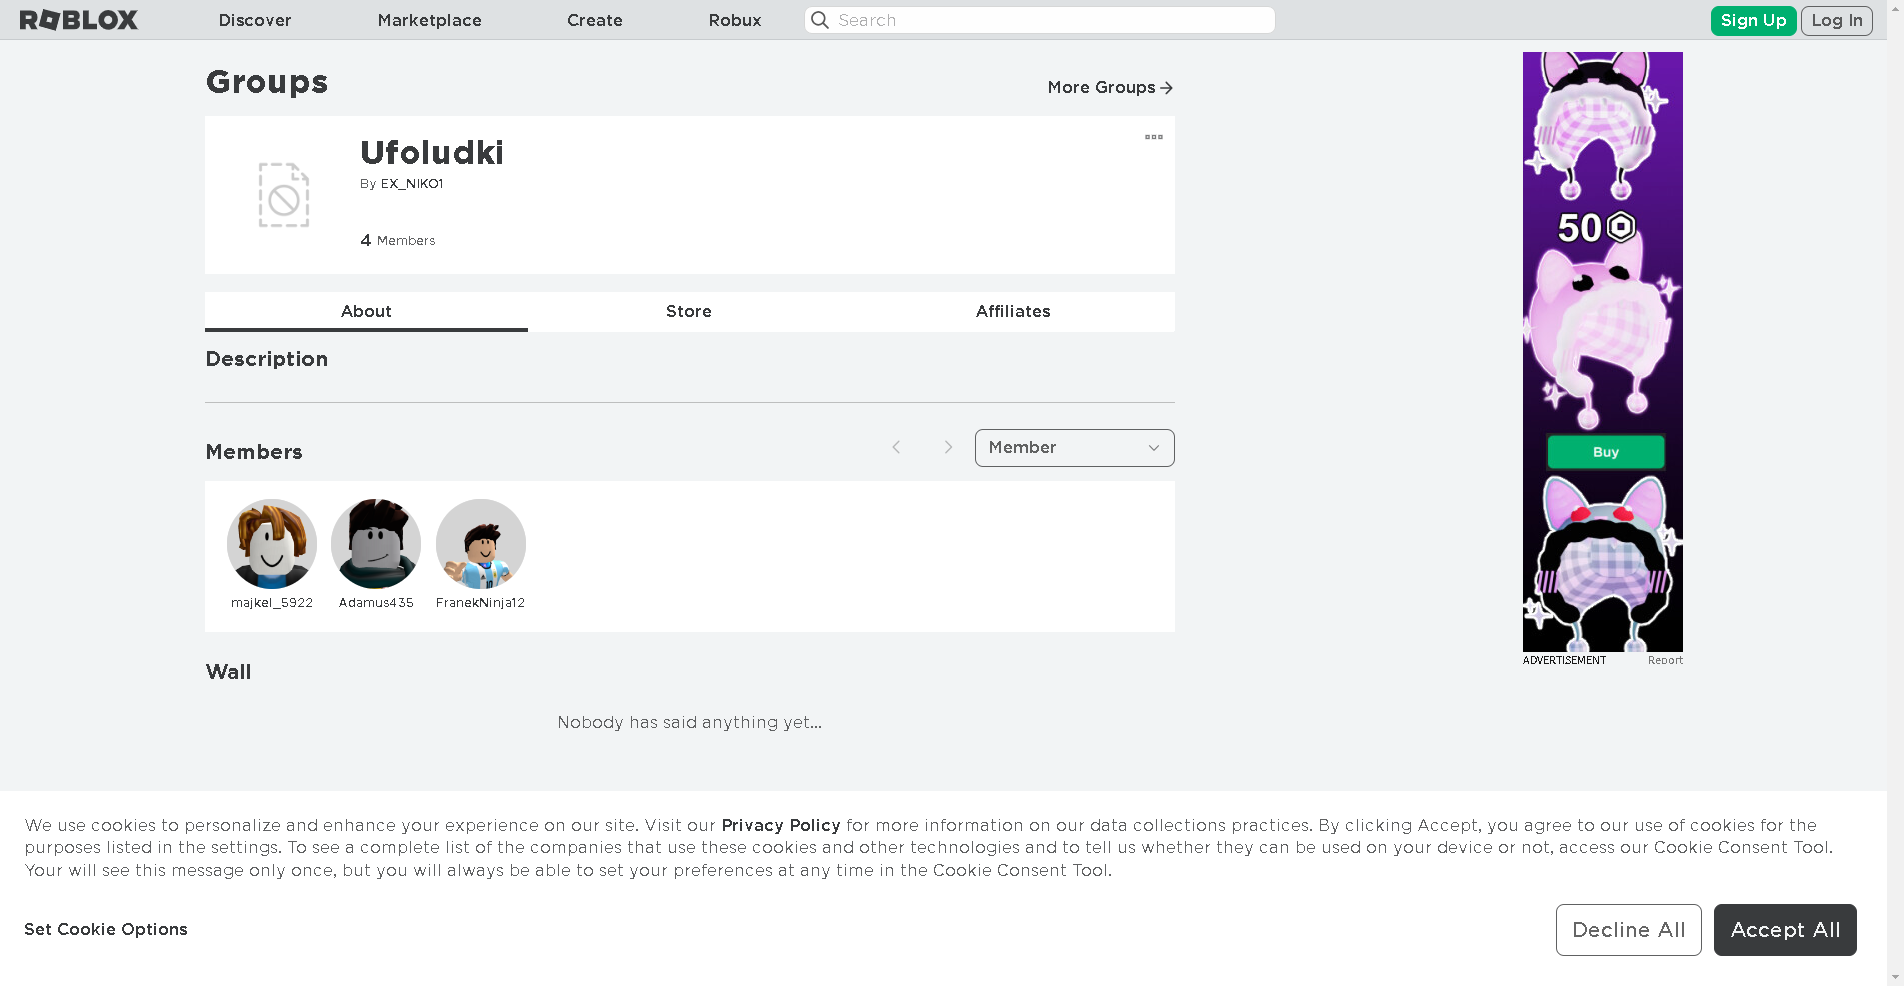 ROBLOX Discover Marketplace Create Robux Search Sign Up Log In
Groups
More Groups
Ufoludki
By EX_NIKO1
4 Members
About Store Affiliates
Description
Members
Member
majkel_5922 Adamus435 FranekNinja12
Wall
Nobody has said anything yet...
50
Buy
ADVERTISEMENT Report
We use cookies to personalize and enhance your experience on our site. Visit our Privacy Policy for more information on our data collections practices. By clicking Accept, you agree to our use of cookies for the
purposes listed in the settings. To see a complete list of the companies that use these cookies and other technologies and to tell us whether they can be used on your device or not, access our Cookie Consent Tool.
Your will see this message only once, but you will always be able to set your preferences at any time in the Cookie Consent Tool.
Set Cookie Options
Decline All Accept All